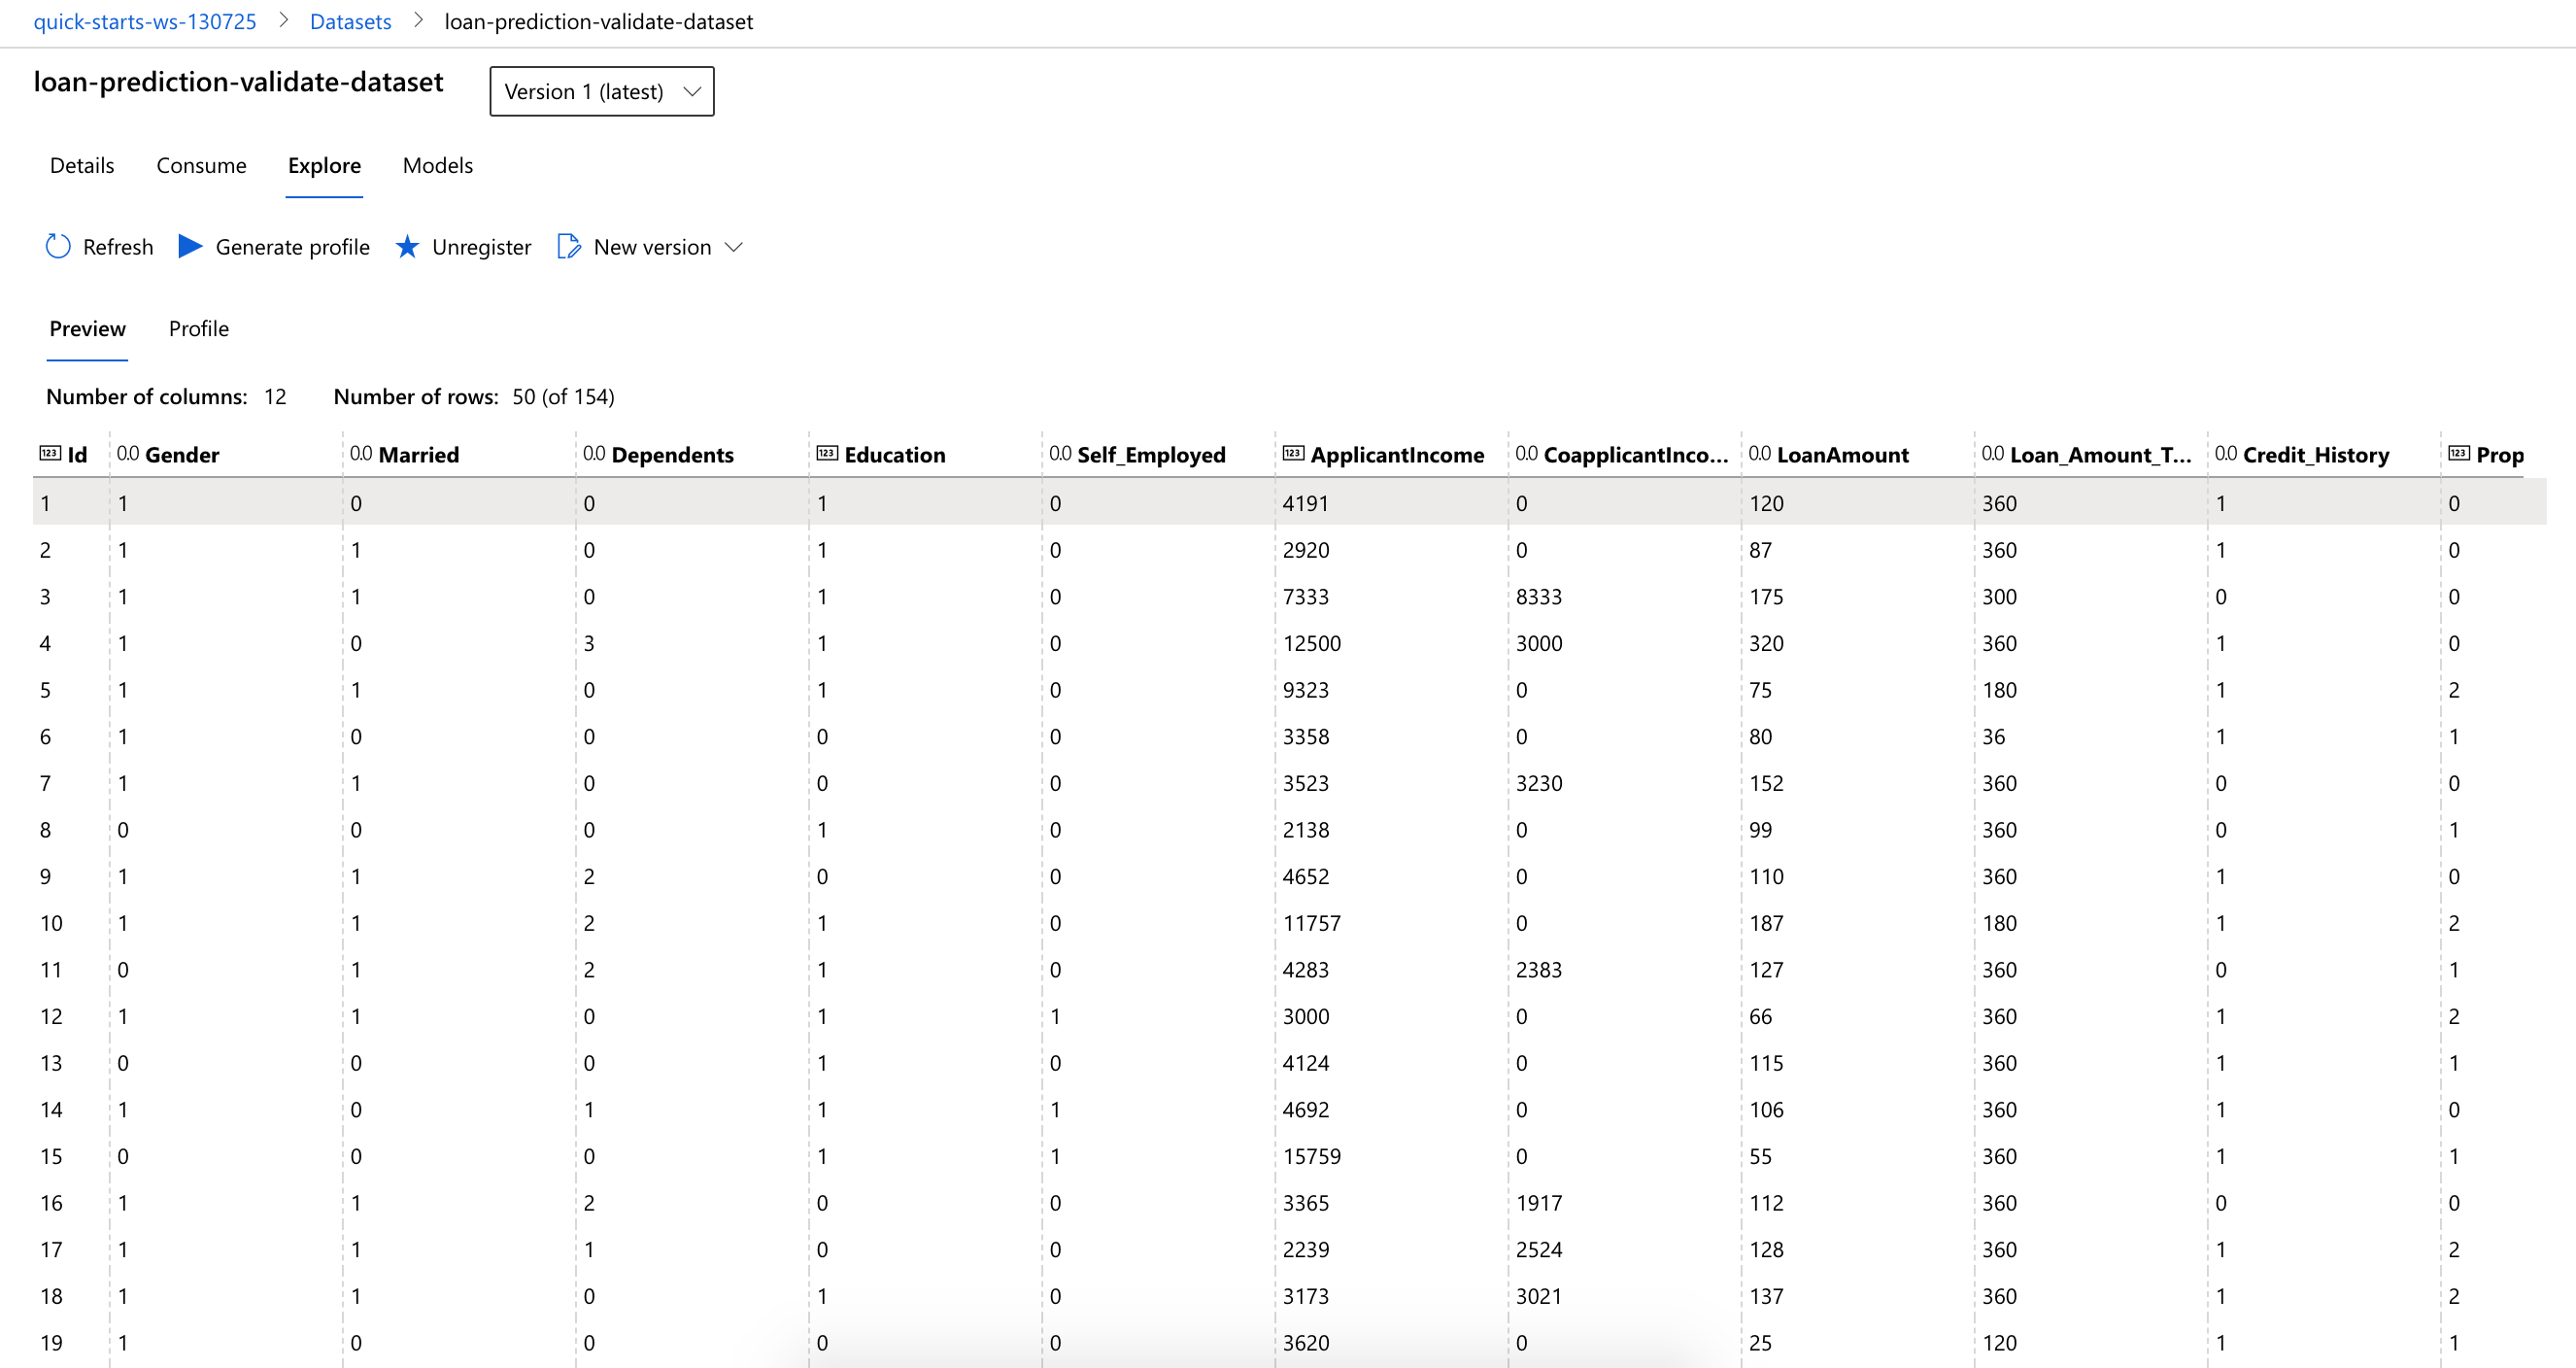 quick-starts-ws-130725 > Datasets > loan-prediction-validate-dataset
loan-prediction-validate-dataset Version 1 (latest)
Details Consume Explore Models
Refresh Generate profile Unregister New version
Preview Profile
Number of columns: 12 Number of rows: 50 (of 154)
123 Id 0.0 Gender 0.0 Married 0.0 Dependents 123 Education 0.0 Self_Employed 123 ApplicantIncome 0.0 CoapplicantInco... 0.0 LoanAmount 0.0 Loan_Amount_T... 0.0 Credit_History 123 Prop
1 1 0 0 1 0 4191 0 120 360 1 0
2 1 1 0 1 0 2920 0 87 360 1 0
3 1 1 0 1 0 7333 8333 175 300 0 0
4 1 0 3 1 0 12500 3000 320 360 1 0
5 1 1 0 1 0 9323 0 75 180 1 2
6 1 0 0 0 0 3358 0 80 36 1 1
7 1 1 0 0 0 3523 3230 152 360 0 0
8 0 0 0 1 0 2138 0 99 360 0 1
9 1 1 2 0 0 4652 0 110 360 1 0
10 1 1 2 1 0 11757 0 187 180 1 2
11 0 1 2 1 0 4283 2383 127 360 0 1
12 1 1 0 1 1 3000 0 66 360 1 2
13 0 0 0 1 0 4124 0 115 360 1 1
14 1 0 1 1 1 4692 0 106 360 1 0
15 0 0 0 1 1 15759 0 55 360 1 1
16 1 1 2 0 0 3365 1917 112 360 0 0
17 1 1 1 0 0 2239 2524 128 360 1 2
18 1 1 0 1 0 3173 3021 137 360 1 2
19 1 0 0 0 0 3620 0 25 120 1 1